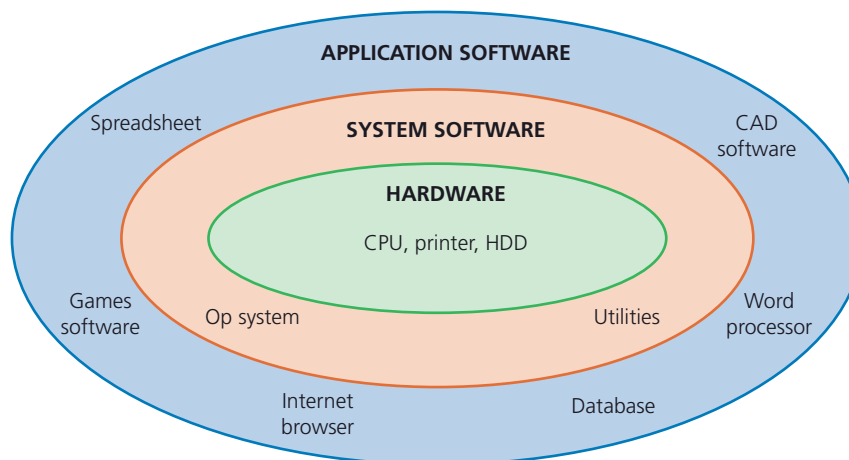 APPLICATION SOFTWARE
Spreadsheet
SYSTEM SOFTWARE
CAD
software
HARDWARE
CPU, printer, HDD
Games
software
Op system
Utilities
Word
processor
Internet
browser
Database